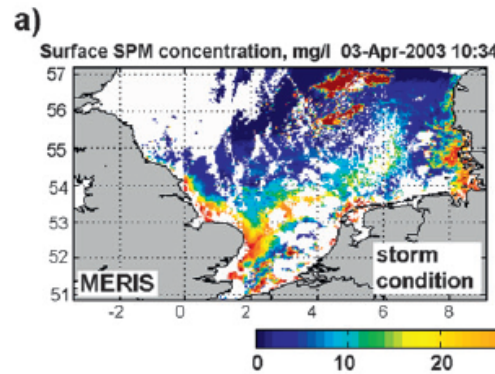 a)
Surface SPM concentration, mg/l 03-Apr-2003 10:34
57
56
55
54
53
52
51
MERIS
storm
condition
-2 0 2 4 6 8
0 10 20